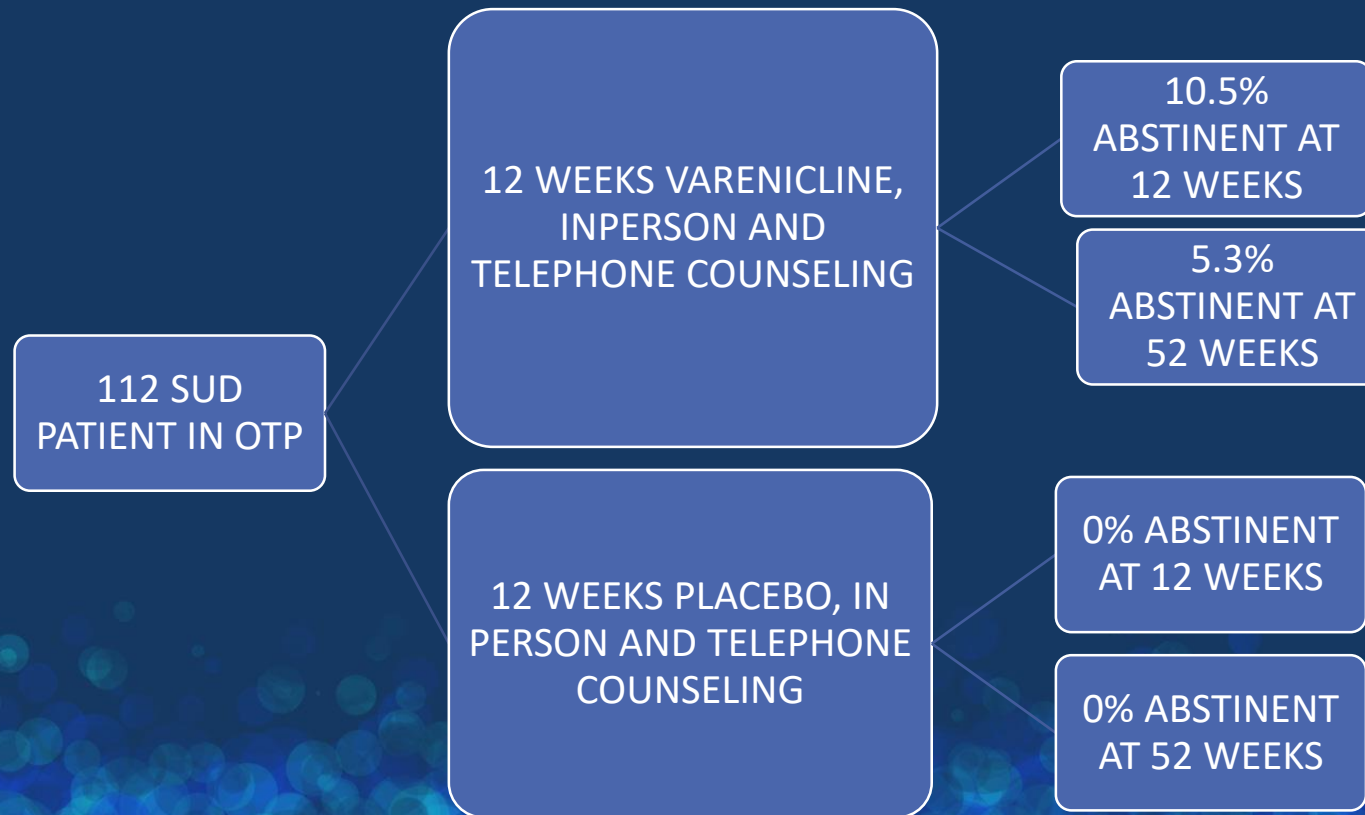 112 SUD
PATIENT IN OTP
12 WEEKS VARENICLINE,
INPERSON AND
TELEPHONE COUNSELING
10.5%
ABSTINENT AT
12 WEEKS
5.3%
ABSTINENT AT
52 WEEKS
12 WEEKS PLACEBO, IN
PERSON AND TELEPHONE
COUNSELING
0% ABSTINENT
AT 12 WEEKS
0% ABSTINENT
AT 52 WEEKS